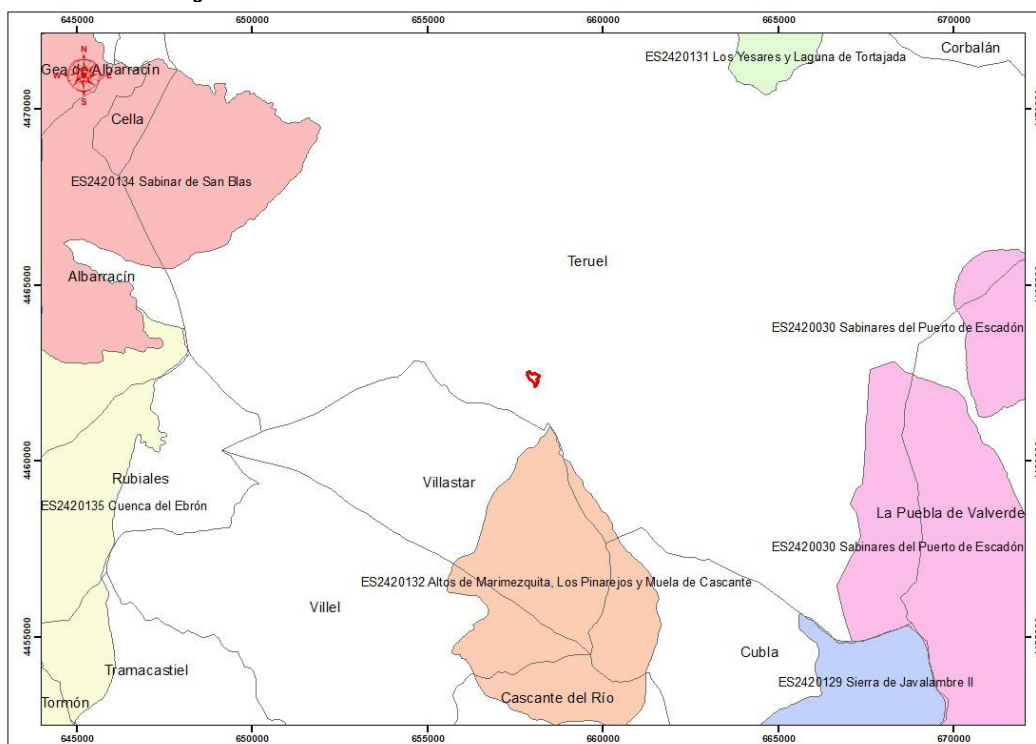 645000 650000 655000 660000 665000 670000
Corbalán
ES2420131 Los Yesares y Laguna de Tortajada
Gea de Albarracín
N
W E
S
4470000
Cella
ES2420134 Sabinar de San Blas
Teruel
Albarracín
4465000
ES2420030 Sabinares del Puerto de Escadón
4460000
Rubiales
Villastar
ES2420135 Cuenca del Ebrón
La Puebla de Valverde
ES2420030 Sabinares del Puerto de Escadón
ES2420132 Altos de Marimezquita, Los Pinarejos y Muela de Cascante
Villel
4455000
Cubla
Tramacastiel
ES2420129 Sierra de Javalambre II
Tormón
Cascante del Río
645000 650000 655000 660000 665000 670000